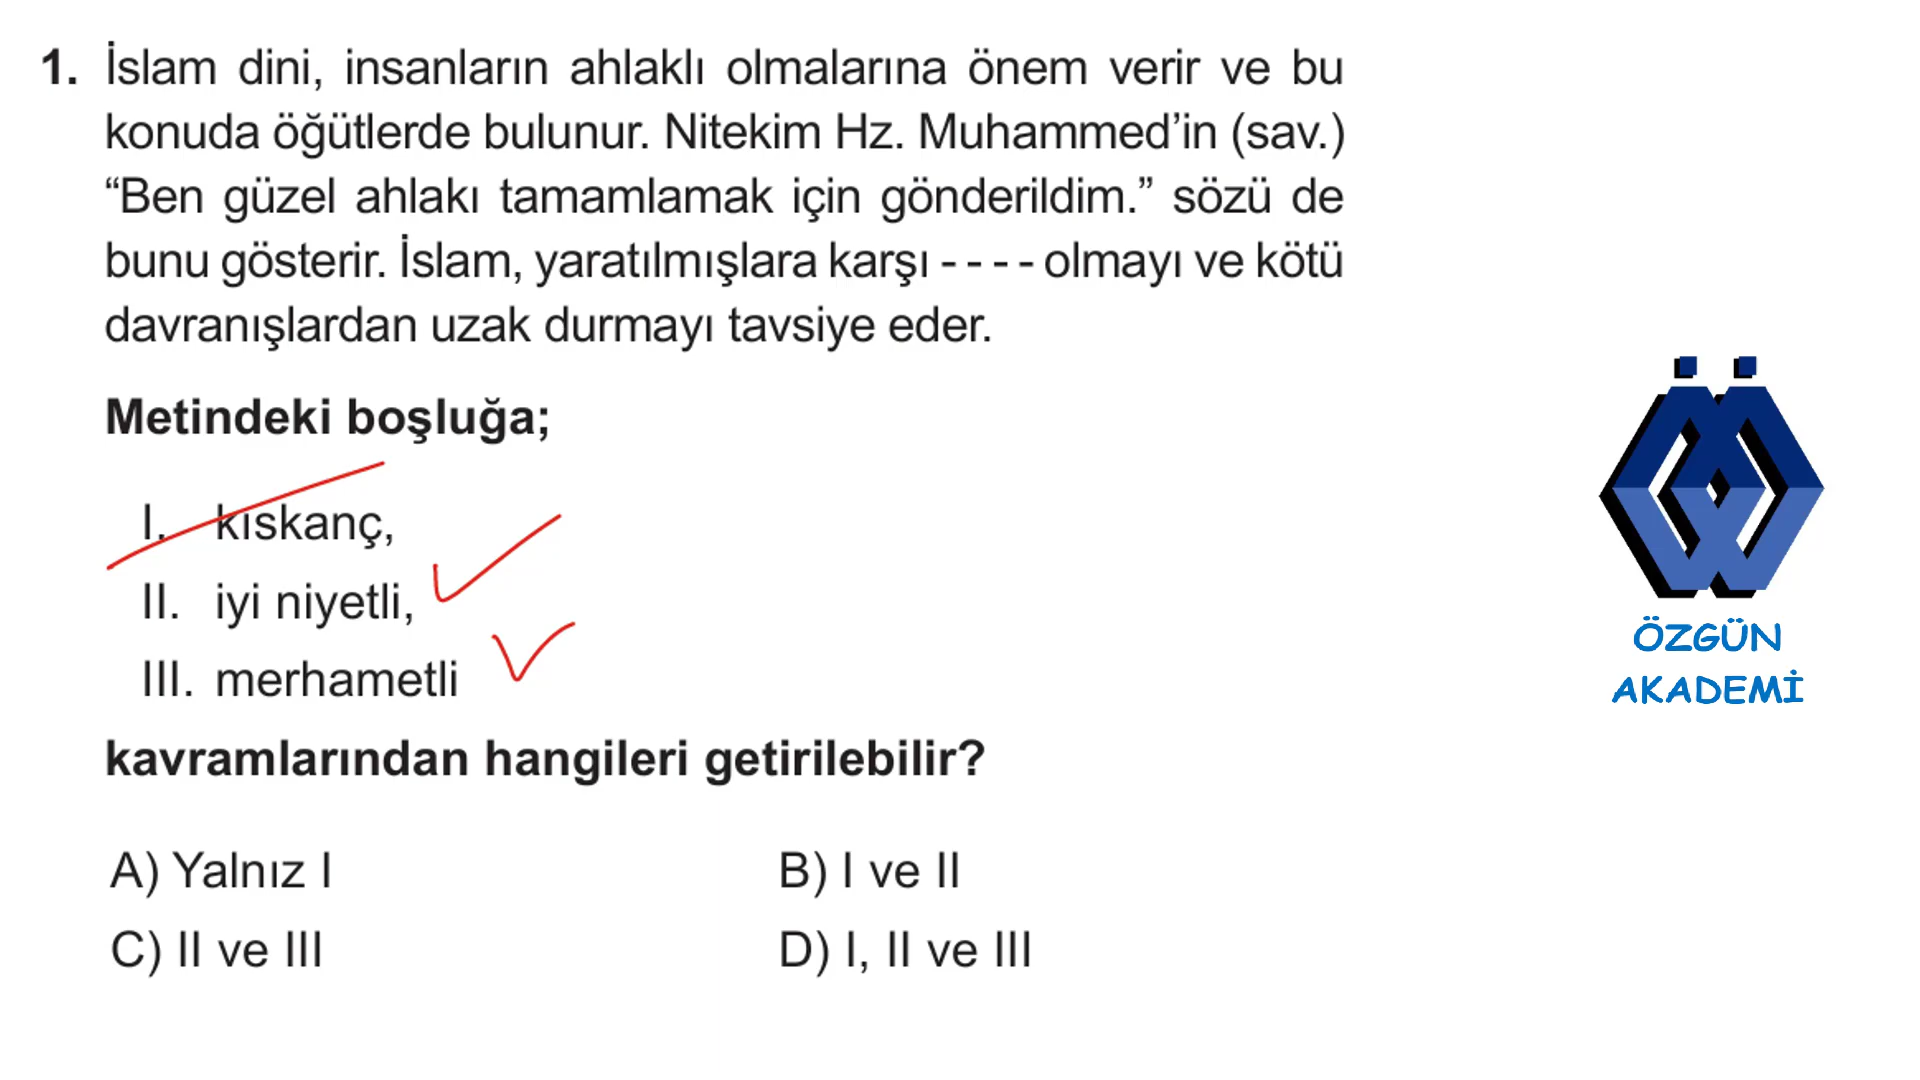 1. İslam dini, insanların ahlaklı olmalarına önem verir ve bu
konuda öğütlerde bulunur. Nitekim Hz. Muhammed’in (sav.)
“Ben güzel ahlakı tamamlamak için gönderildim.” sözü de
bunu gösterir. İslam, yaratılmışlara karşı - - - - olmayı ve kötü
davranışlardan uzak durmayı tavsiye eder.
Metindeki boşluğa;
I. kıskanç,
II. iyi niyetli,
III. merhametli
kavramlarından hangileri getirilebilir?
A) Yalnız I
B) I ve II
C) II ve III
D) I, II ve III
ÖZGÜN
AKADEMİ